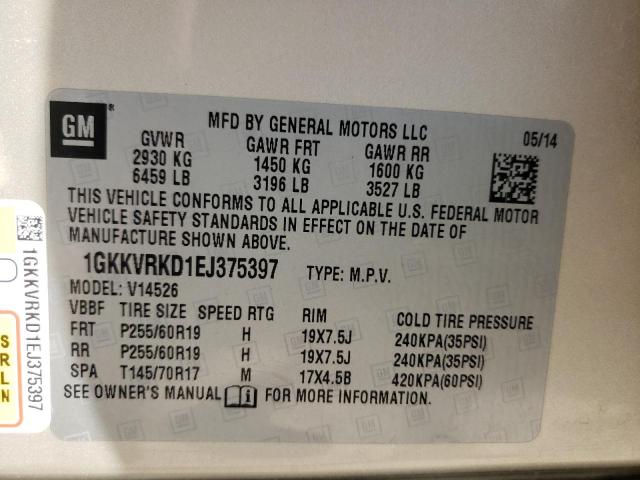 GM ®
MFD BY GENERAL MOTORS LLC 05/14
GVWR GAWR FRT GAWR RR
2930 KG 1450 KG 1600 KG
6459 LB 3196 LB 3527 LB
THIS VEHICLE CONFORMS TO ALL APPLICABLE U.S. FEDERAL MOTOR
VEHICLE SAFETY STANDARDS IN EFFECT ON THE DATE OF
MANUFACTURE SHOWN ABOVE.
1GKKVRKD1EJ375397 TYPE: M.P.V.
MODEL: V14526
VBBF TIRE SIZE SPEED RTG RIM COLD TIRE PRESSURE
FRT P255/60R19 H 19X7.5J 240KPA(35PSI)
RR P255/60R19 H 19X7.5J 240KPA(35PSI)
SPA T145/70R17 M 17X4.5B 420KPA(60PSI)
SEE OWNER'S MANUAL FOR MORE INFORMATION.
1GKKVRKD1EJ375397
S
R
L
N